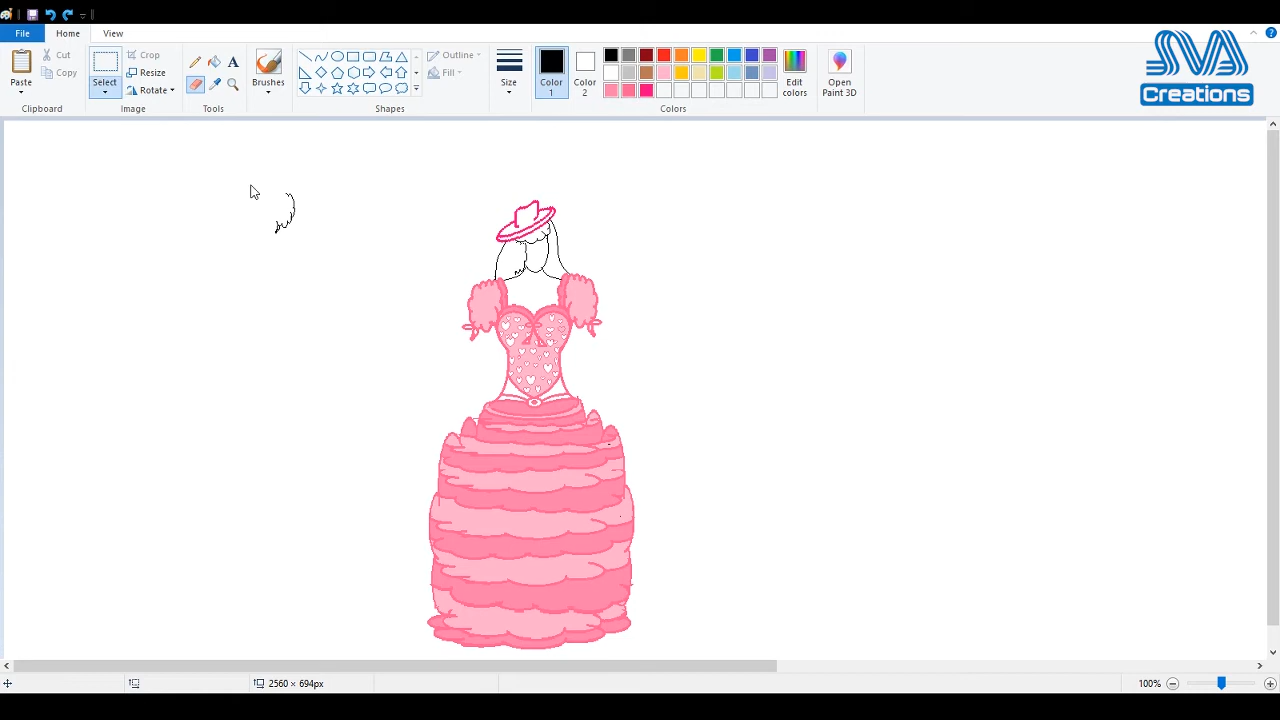 File Home View
Cut
Copy
Paste
Clipboard
Select
Crop
Resize
Rotate
Image
Tools
Brushes
Shapes
Outline
Fill
Size
Color 1
Color 2
Edit colors
Colors
Open Paint 3D
SVA
Creations
2560 × 694px
100%